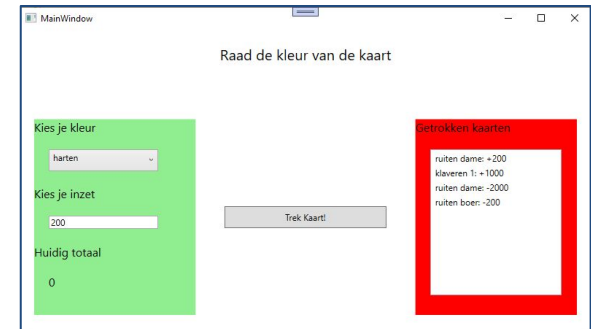 MainWindow
Raad de kleur van de kaart
Kies je kleur
harten
Kies je inzet
200
Huidig totaal
0
Trek Kaart!
Getrokken kaarten
ruiten dame: +200
klaveren 1: +1000
ruiten dame: -2000
ruiten boer: -200